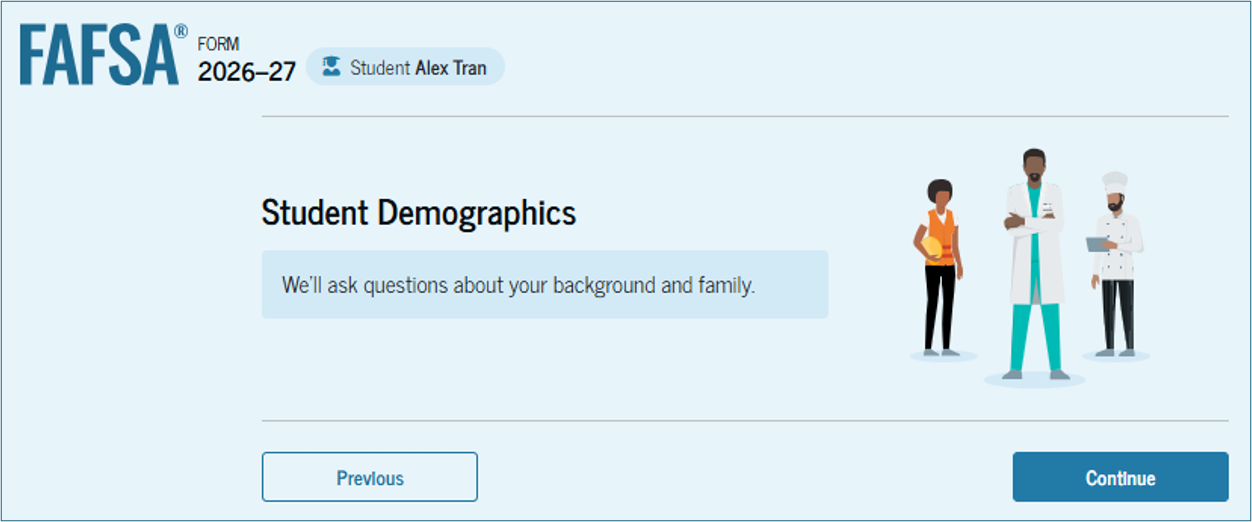 FAFSA® FORM
2026–27 Student Alex Tran
Student Demographics
We'll ask questions about your background and family.
Previous Continue